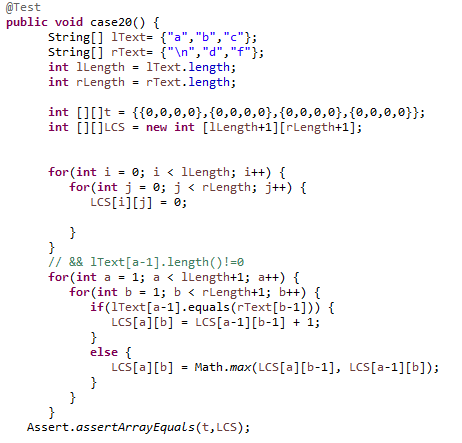 @Test
public void case20() {
String[] lText= {"a","b","c"};
String[] rText= {"\n","d","f"};
int lLength = lText.length;
int rLength = rText.length;
int [][]t = {{0,0,0,0},{0,0,0,0},{0,0,0,0},{0,0,0,0}};
int [][]LCS = new int [lLength+1][rLength+1];
for(int i = 0; i < lLength; i++) {
for(int j = 0; j < rLength; j++) {
LCS[i][j] = 0;
}
}
// && lText[a-1].length()!=0
for(int a = 1; a < lLength+1; a++) {
for(int b = 1; b < rLength+1; b++) {
if(lText[a-1].equals(rText[b-1])) {
LCS[a][b] = LCS[a-1][b-1] + 1;
}
else {
LCS[a][b] = Math.max(LCS[a][b-1], LCS[a-1][b]);
}
}
}
Assert.assertArrayEquals(t,LCS);